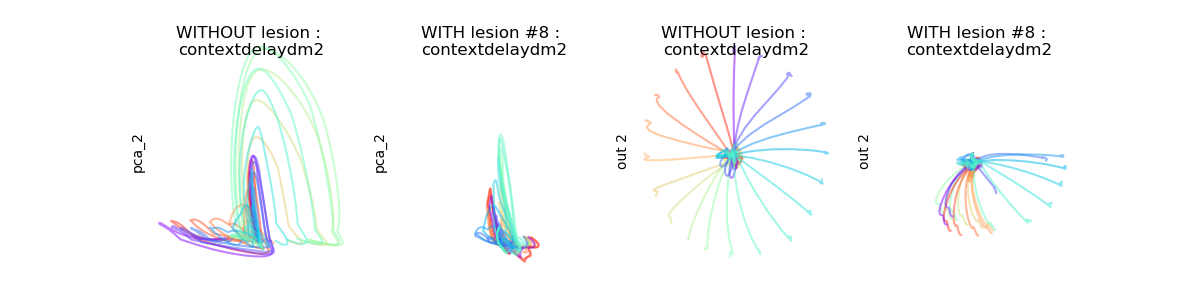 WITHOUT lesion :
contextdelaydm2
WITH lesion #8 :
contextdelaydm2
WITHOUT lesion :
contextdelaydm2
WITH lesion #8 :
contextdelaydm2
pca_2
pca_2
out 2
out 2